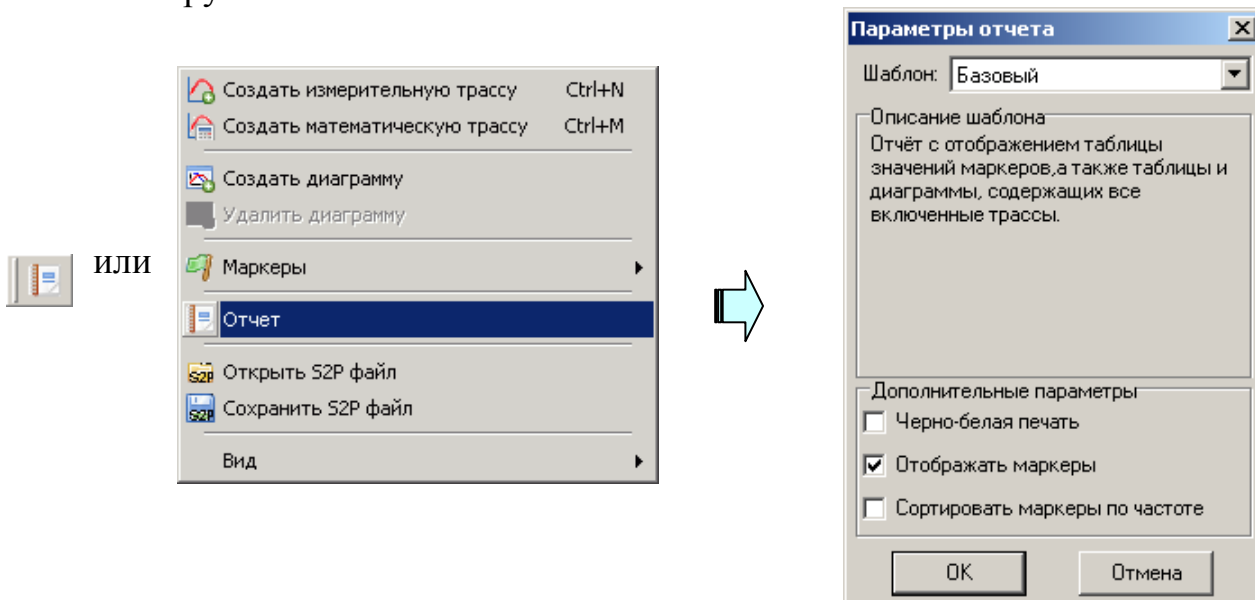 Создать измерительную трассу Ctrl+N
Создать математическую трассу Ctrl+M
Создать диаграмму
Удалить диаграмму
или
Маркеры
Отчет
S2P Открыть S2P файл
S2P Сохранить S2P файл
Вид
Параметры отчета
Шаблон: Базовый
Описание шаблона
Отчёт с отображением таблицы
значений маркеров,а также таблицы и
диаграммы, содержащих все
включенные трассы.
Дополнительные параметры
Черно-белая печать
Отображать маркеры
Сортировать маркеры по частоте
OK Отмена